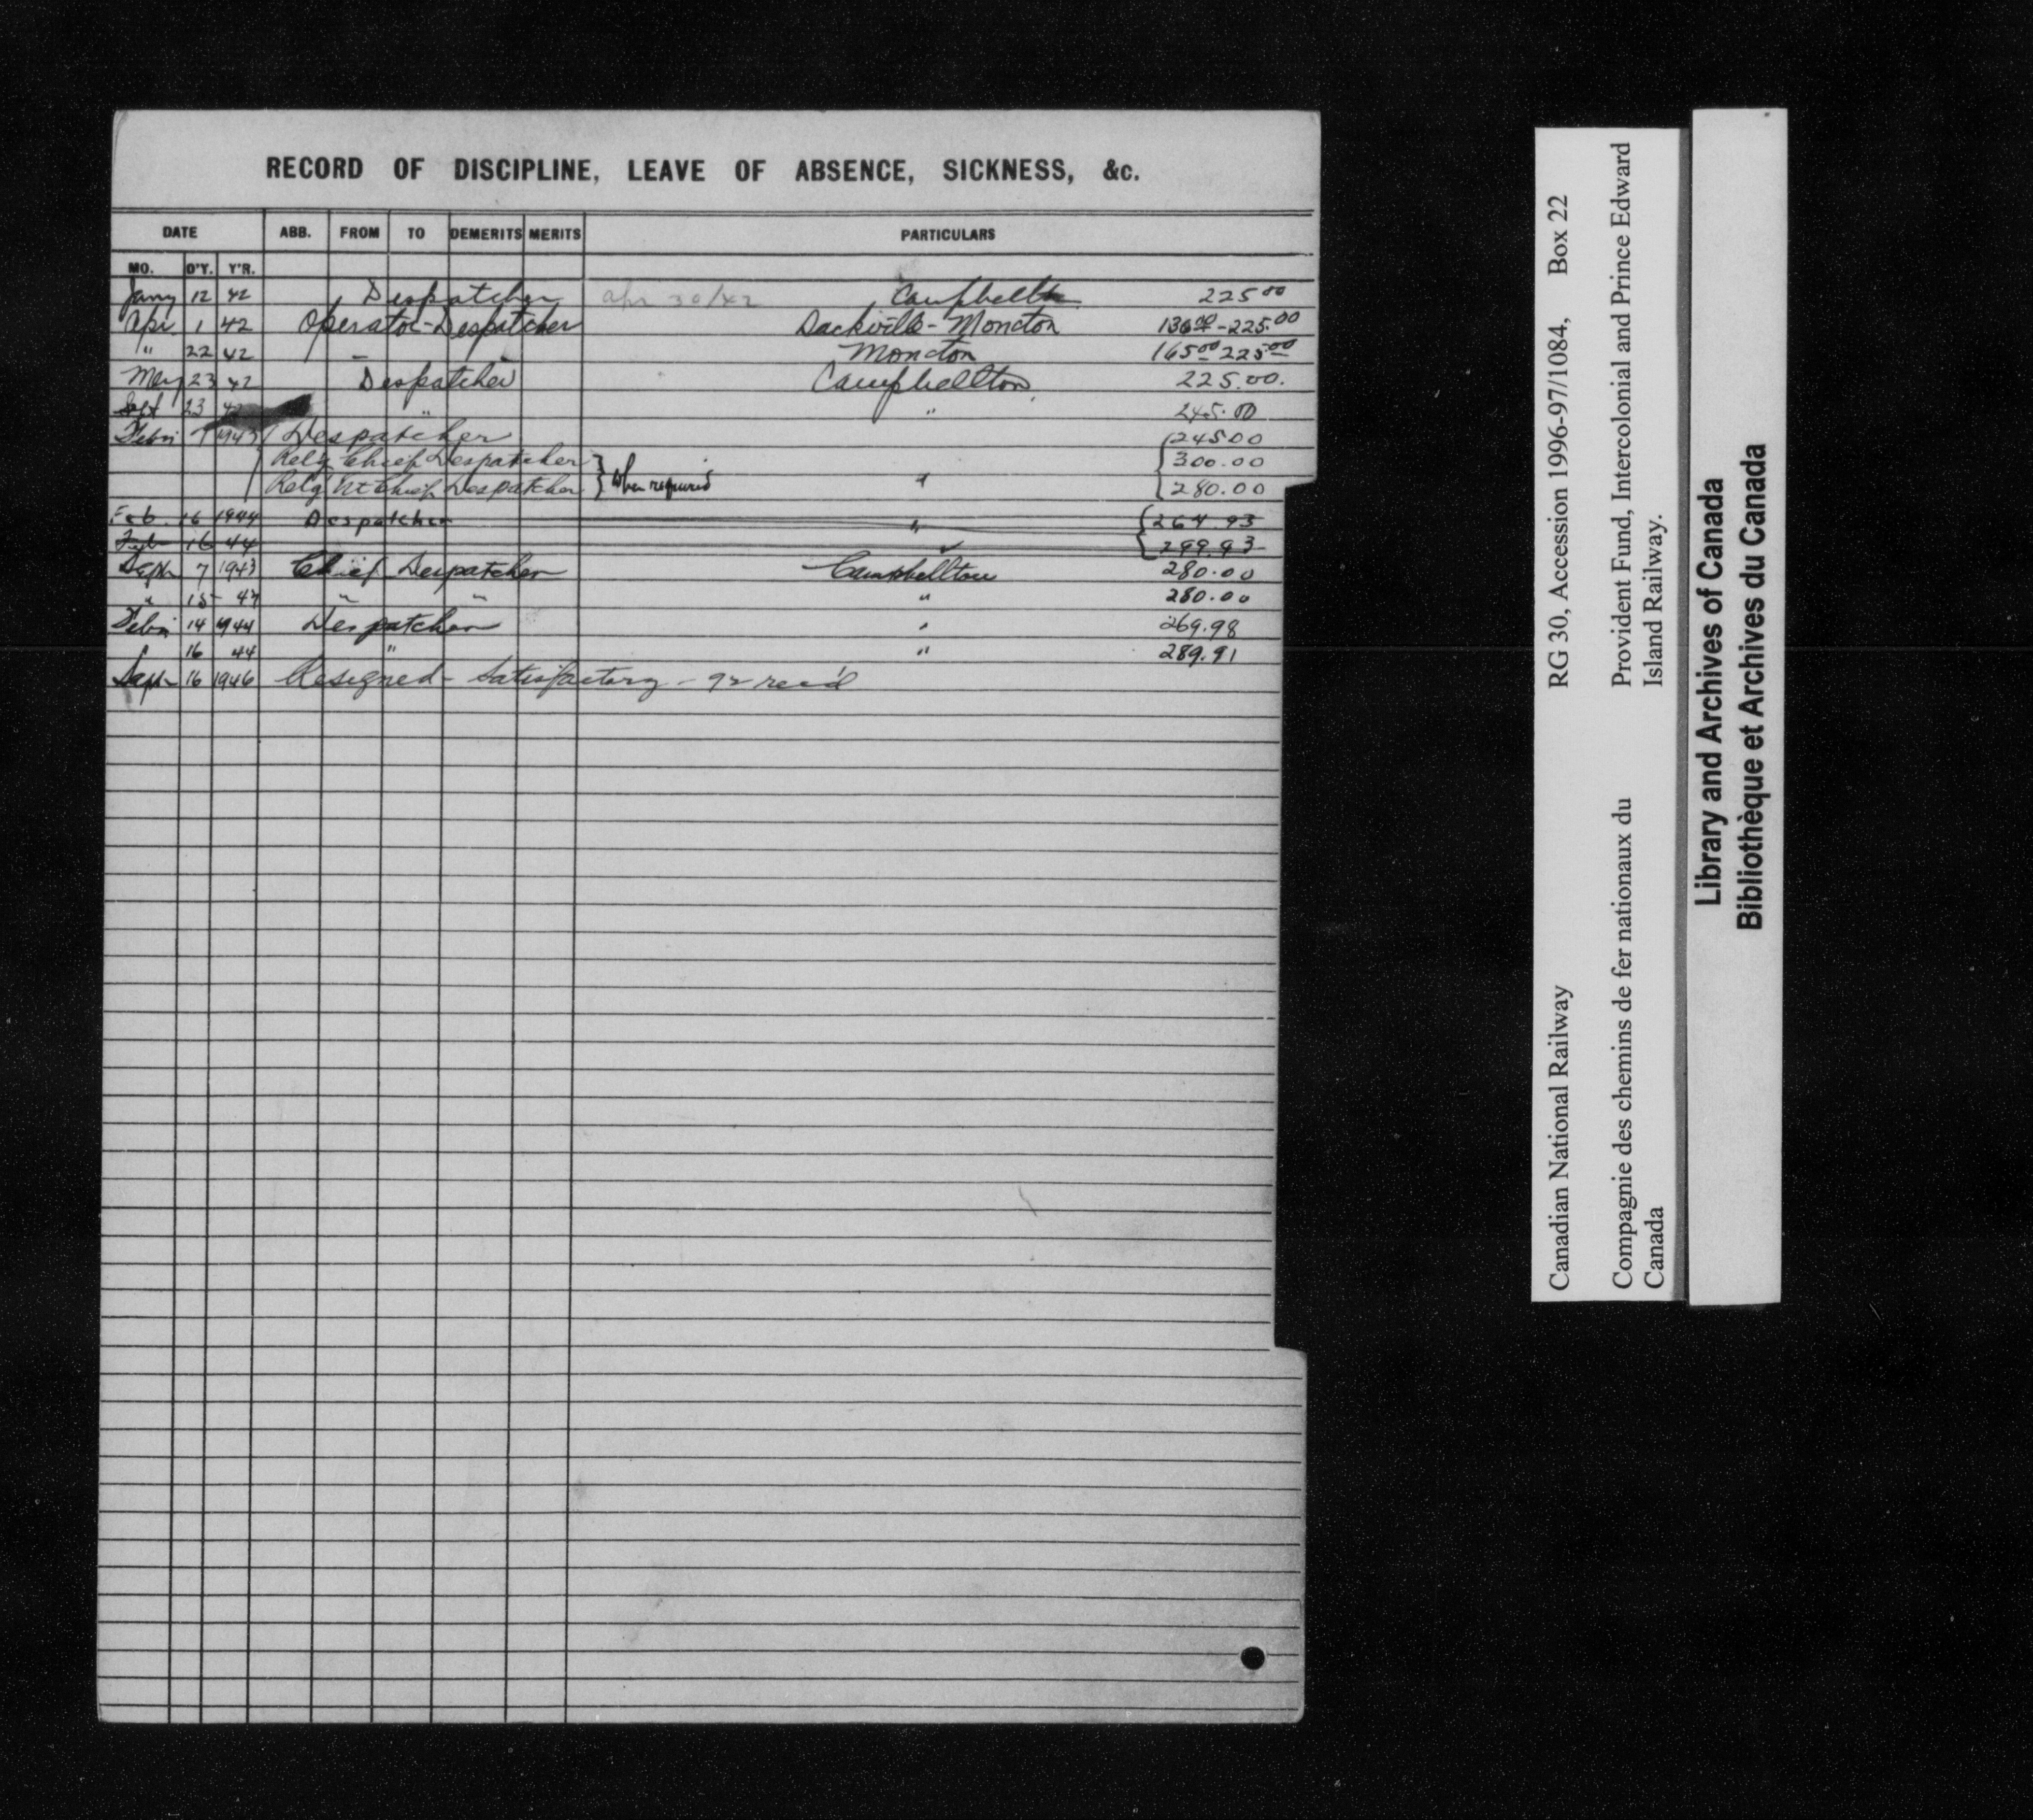 RECORD OF DISCIPLINE, LEAVE OF ABSENCE, SICKNESS, &c.
DATE ABB. FROM TO DEMERITS MERITS PARTICULARS
MO. D'Y. Y'R.
Jany 12 42 Despatcher apr 30/42 Campbellton 225 00
Apr 1 42 Operator-Despatcher Sackville - Moncton 136 00 - 225.00
" 22 42 - - Moncton 165 00 225 00
May 23 42 Despatcher Campbellton 225.00.
Sept 23 42 " " 245.00
Febr 1 1943 Despatcher 245 00
Relg Chief Despatcher 300.00
Relg Chief Despatcher } When required " 280.00
Feb. 16 1944 Despatcher " 264.93
Feb 16 44 299.93
Sept 7 1943 Chief Despatcher Campbellton 280.00
" 15 43 " " " 280.00
Febr 14 1944 Despatcher " 269.98
16 44 " " 289.91
Sept 16 1946 Resigned - Satisfactory - 92 rec'd
Canadian National Railway RG 30, Accession 1996-97/1084, Box 22
Compagnie des chemins de fer nationaux du Canada
Provident Fund, Intercolonial and Prince Edward Island Railway.
Library and Archives of Canada
Bibliothèque et Archives du Canada